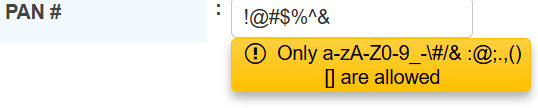 PAN # : !@#$%^&
Only a-zA-Z0-9_-\#/& :@;.,()
[] are allowed